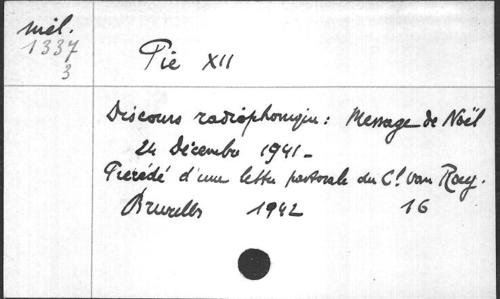 Mél.
1337
3
Pie XII
Discours radiophonique : Message de Noël
24 Décembre 1941 -
Précédé d'une lettre pastorale du C.l van Roey.
Bruxelles 1942 16